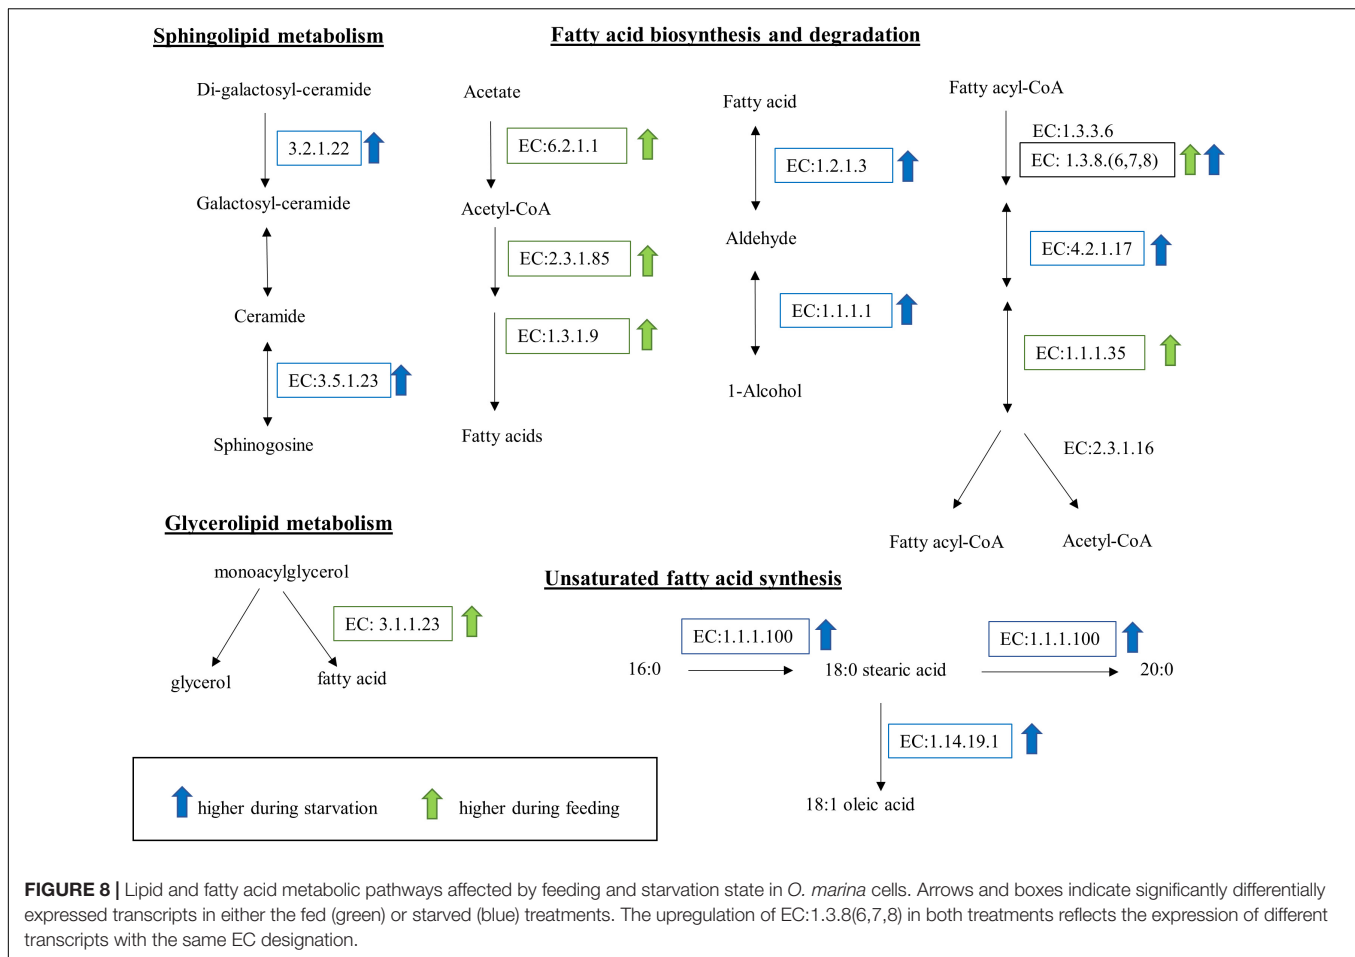 Sphingolipid metabolism
Di-galactosyl-ceramide
3.2.1.22
Galactosyl-ceramide
Ceramide
EC:3.5.1.23
Sphinogosine
Fatty acid biosynthesis and degradation
Acetate
EC:6.2.1.1
Acetyl-CoA
EC:2.3.1.85
EC:1.3.1.9
Fatty acids
Fatty acid
EC:1.2.1.3
Aldehyde
EC:1.1.1.1
1-Alcohol
Fatty acyl-CoA
EC:1.3.3.6
EC: 1.3.8.(6,7,8)
EC:4.2.1.17
EC:1.1.1.35
EC:2.3.1.16
Fatty acyl-CoA
Acetyl-CoA
Glycerolipid metabolism
monoacylglycerol
EC: 3.1.1.23
glycerol
fatty acid
Unsaturated fatty acid synthesis
EC:1.1.1.100
EC:1.1.1.100
16:0
18:0 stearic acid
20:0
EC:1.14.19.1
18:1 oleic acid
higher during starvation
higher during feeding
FIGURE 8 | Lipid and fatty acid metabolic pathways affected by feeding and starvation state in O. marina cells. Arrows and boxes indicate significantly differentially
expressed transcripts in either the fed (green) or starved (blue) treatments. The upregulation of EC:1.3.8(6,7,8) in both treatments reflects the expression of different
transcripts with the same EC designation.